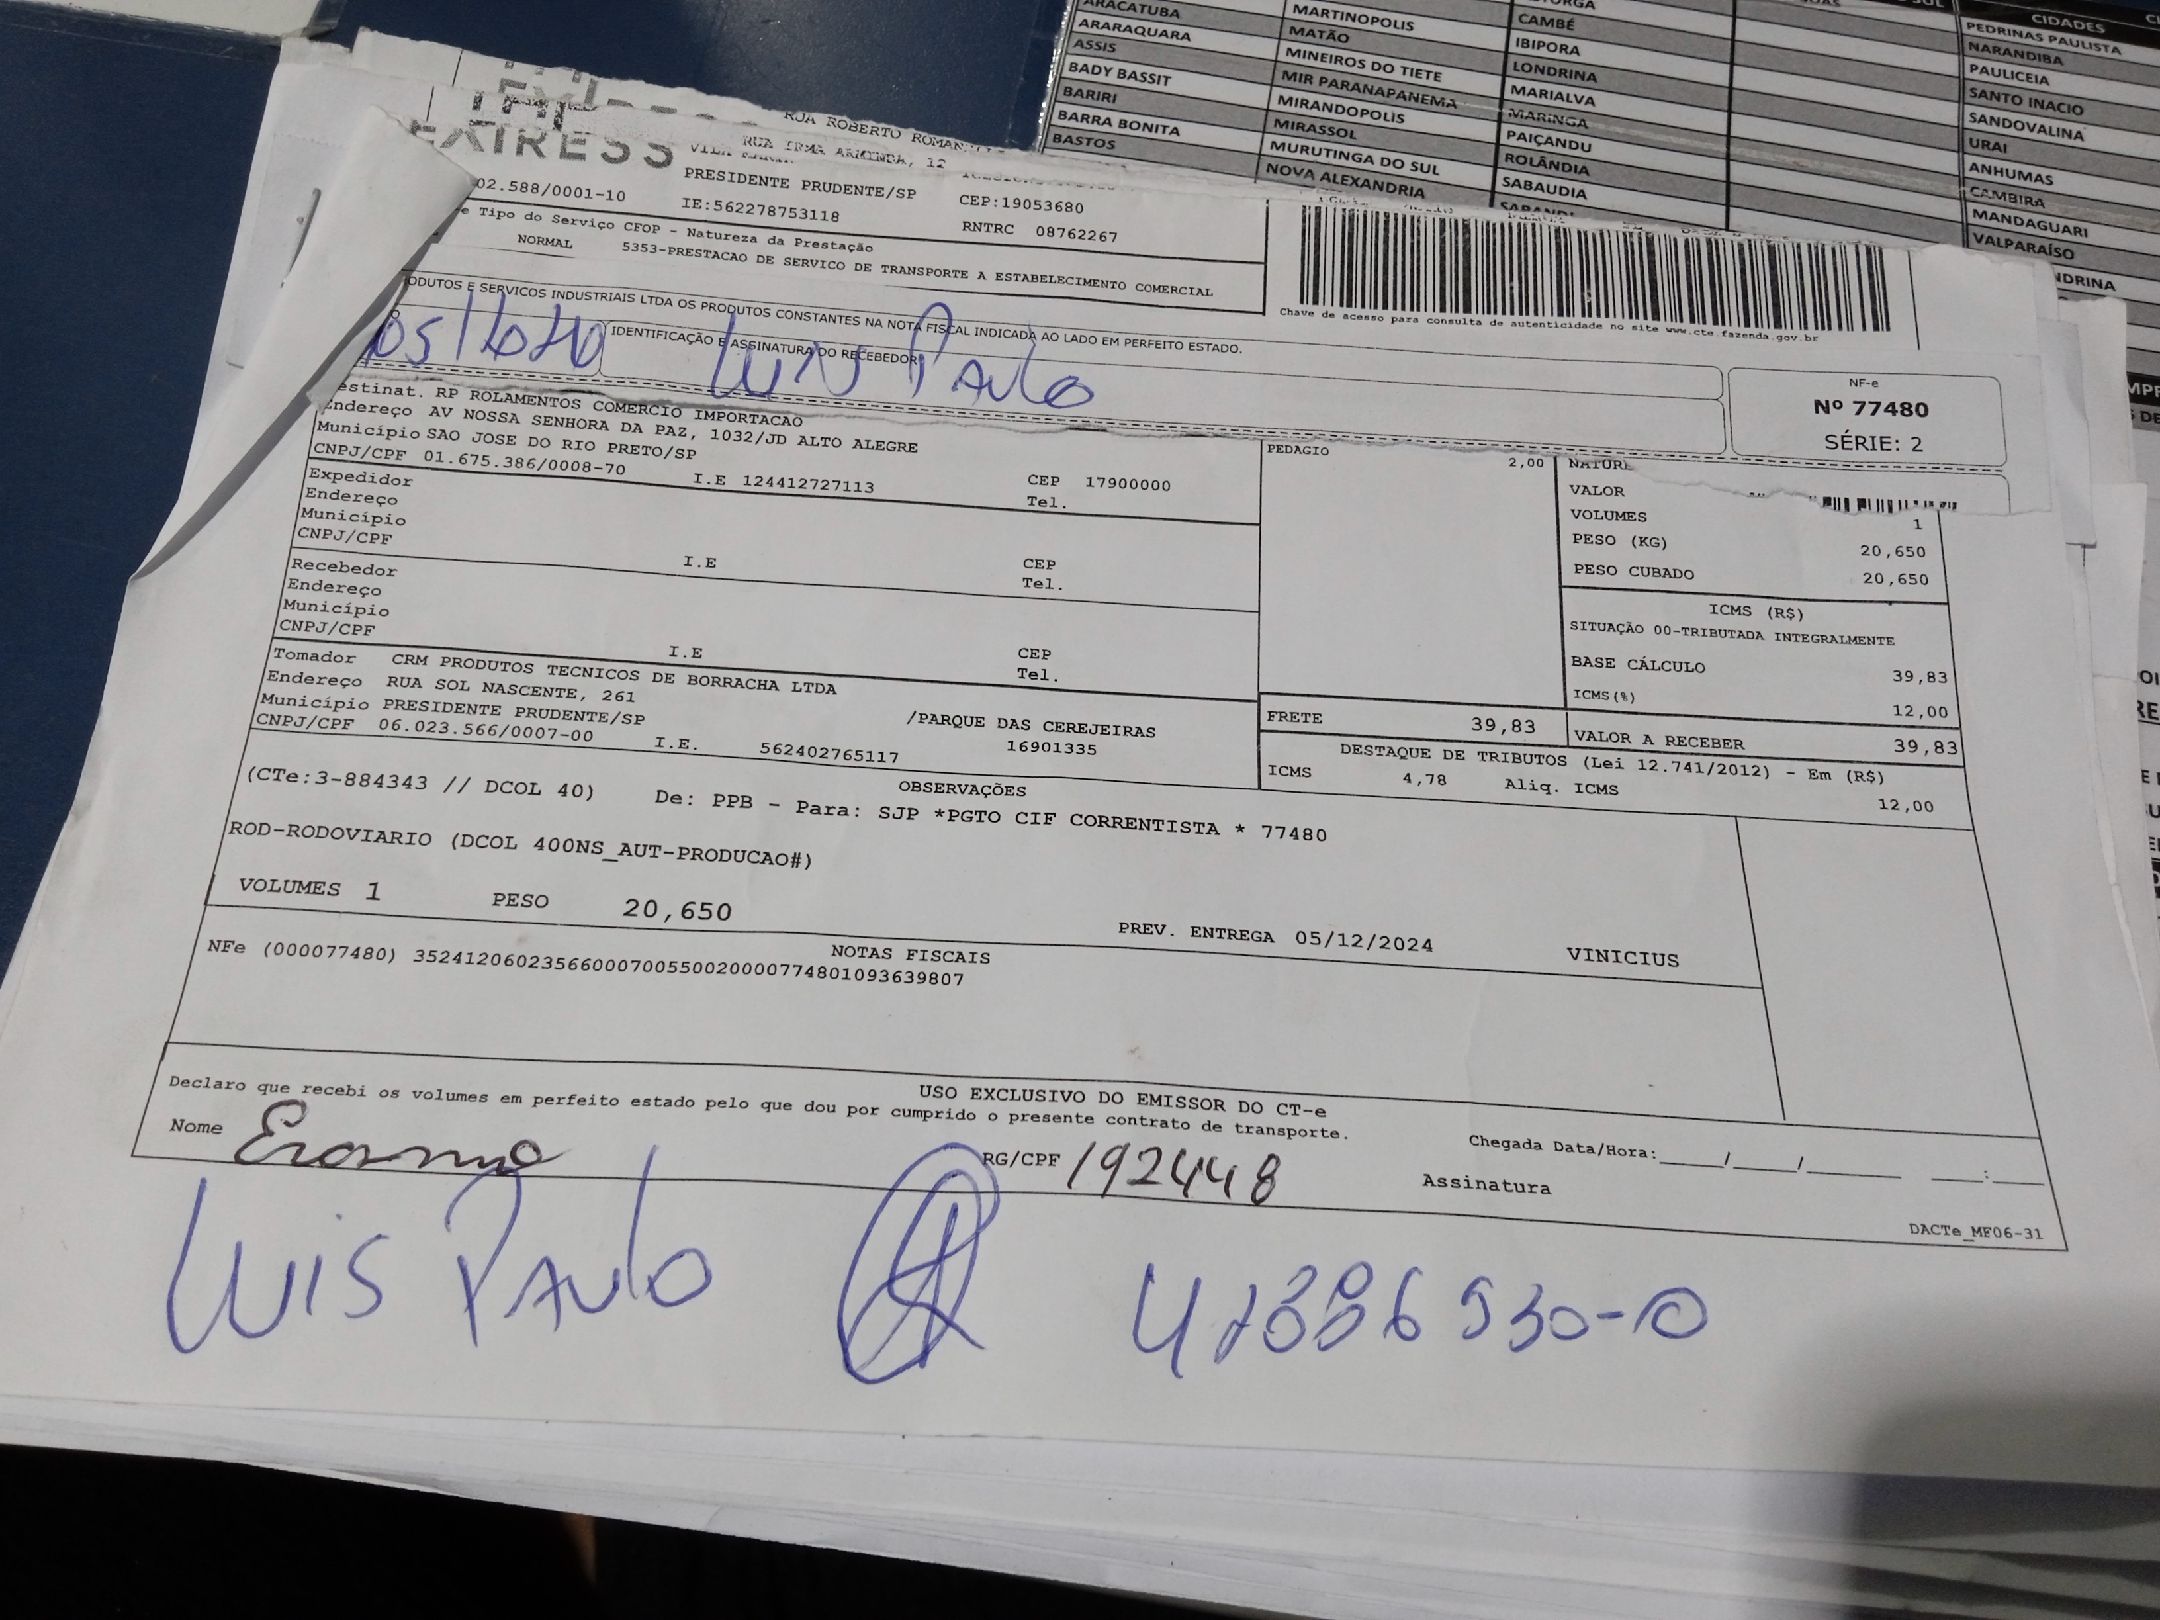 ARACATUBA
ARARAQUARA
ASSIS
BADY BASSIT
BARIRI
BARRA BONITA
BASTOS
MARTINOPOLIS
MATÃO
MINEIROS DO TIETE
MIR PARANAPANEMA
MIRANDOPOLIS
MIRASSOL
MURUTINGA DO SUL
NOVA ALEXANDRIA
CAMBÉ
IBIPORA
LONDRINA
MARIALVA
MARINGA
PAIÇANDU
ROLÂNDIA
SABAUDIA
CIDADES
PEDRINAS PAULISTA
NARANDIBA
PAULICEIA
SANTO INACIO
SANDOVALINA
URAI
ANHUMAS
CAMBIRA
MANDAGUARI
VALPARAÍSO
NDRINA
RUA ROBERTO
RUA IRMA ARMINDA, 12
PRESIDENTE PRUDENTE/SP
02.588/0001-10 IE:562278753118 CEP:19053680
RNTRC 08762267
e Tipo do Serviço CFOP - Natureza da Prestação
NORMAL 5353-PRESTACAO DE SERVICO DE TRANSPORTE A ESTABELECIMENTO COMERCIAL
Chave de acesso para consulta de autenticidade no site www.cte.fazenda.gov.br
ODUTOS E SERVICOS INDUSTRIAIS LTDA OS PRODUTOS CONSTANTES NA NOTA FISCAL INDICADA AO LADO EM PERFEITO ESTADO.
IDENTIFICAÇÃO E ASSINATURA DO RECEBEDOR
Paulo
NF-e
Nº 77480
SÉRIE: 2
estinat. RP ROLAMENTOS COMERCIO IMPORTACAO
Endereço AV NOSSA SENHORA DA PAZ, 1032/JD ALTO ALEGRE
Município SAO JOSE DO RIO PRETO/SP
CNPJ/CPF 01.675.386/0008-70 I.E 124412727113 CEP 17900000
Tel.
Expedidor
Endereço
Município
CNPJ/CPF I.E CEP
Tel.
Recebedor
Endereço
Município
CNPJ/CPF I.E CEP
Tel.
Tomador CRM PRODUTOS TECNICOS DE BORRACHA LTDA
Endereço RUA SOL NASCENTE, 261 /PARQUE DAS CEREJEIRAS
Município PRESIDENTE PRUDENTE/SP 16901335
CNPJ/CPF 06.023.566/0007-00 I.E. 562402765117
PEDAGIO 2,00
VALOR
VOLUMES 1
PESO (KG) 20,650
PESO CUBADO 20,650
ICMS (R$)
SITUAÇÃO 00-TRIBUTADA INTEGRALMENTE
BASE CÁLCULO 39,83
ICMS(%) 12,00
FRETE 39,83 VALOR A RECEBER 39,83
DESTAQUE DE TRIBUTOS (Lei 12.741/2012) - Em (R$)
ICMS 4,78 Aliq. ICMS 12,00
OBSERVAÇÕES
(CTe:3-884343 // DCOL 40) De: PPB - Para: SJP *PGTO CIF CORRENTISTA * 77480
ROD-RODOVIARIO (DCOL 400NS_AUT-PRODUCAO#)
VOLUMES 1 PESO 20,650 PREV. ENTREGA 05/12/2024 VINICIUS
NOTAS FISCAIS
NFe (000077480) 35241206023566000700550020000774801093639807
USO EXCLUSIVO DO EMISSOR DO CT-e
Declaro que recebi os volumes em perfeito estado pelo que dou por cumprido o presente contrato de transporte.
Nome RG/CPF 192448 Chegada Data/Hora:____/____/______ ____:____
Assinatura
DACTe_MF06-31
Luis Paulo